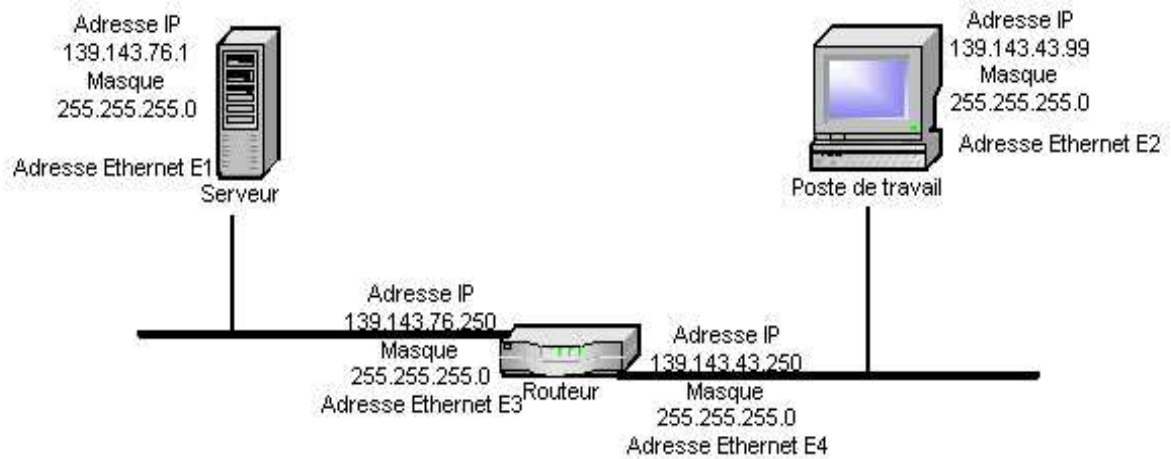 Adresse IP
139.143.76.1
Masque
255.255.255.0
Adresse Ethernet E1
Serveur
Adresse IP
139.143.43.99
Masque
255.255.255.0
Adresse Ethernet E2
Poste de travail
Adresse IP
139.143.76.250
Masque
255.255.255.0
Adresse Ethernet E3
Routeur
Adresse IP
139.143.43.250
Masque
255.255.255.0
Adresse Ethernet E4